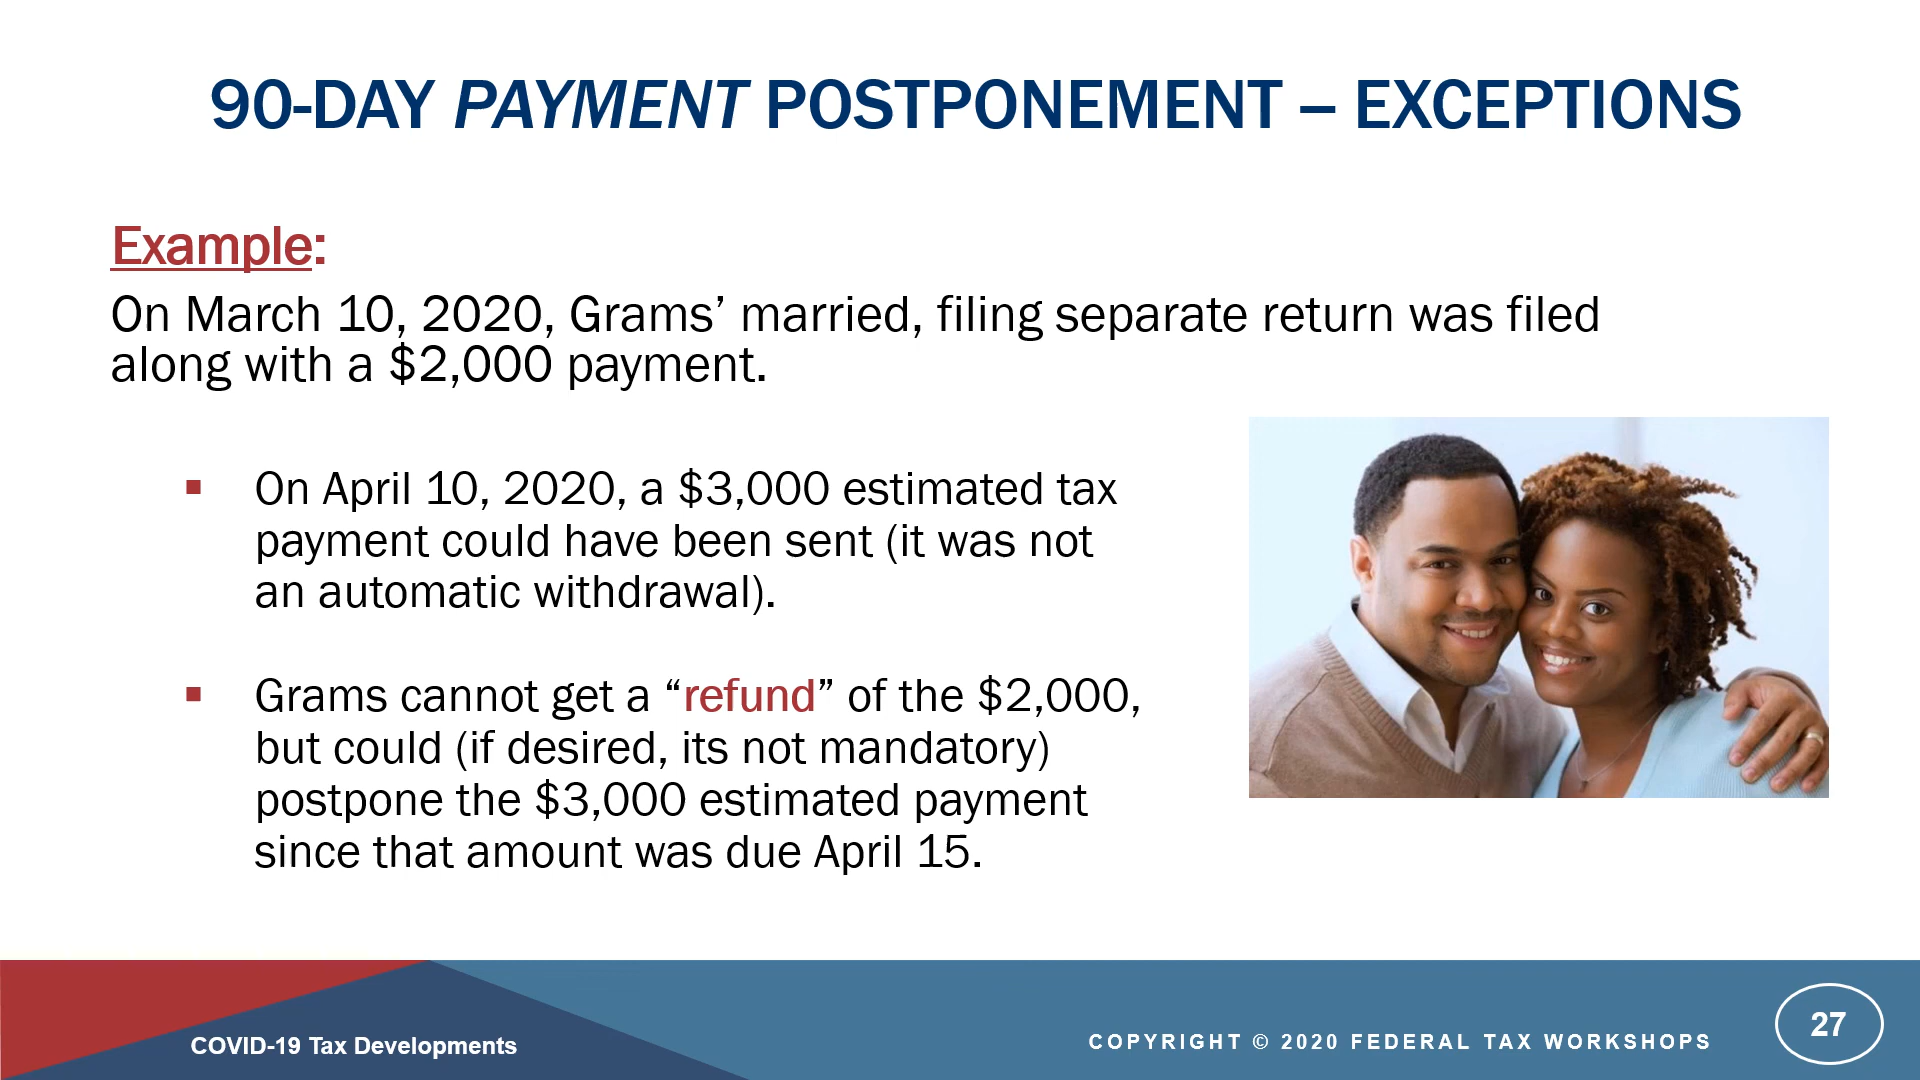 90-DAY PAYMENT POSTPONEMENT – EXCEPTIONS
Example:
On March 10, 2020, Grams’ married, filing separate return was filed
along with a $2,000 payment.
▪ On April 10, 2020, a $3,000 estimated tax
payment could have been sent (it was not
an automatic withdrawal).
▪ Grams cannot get a “refund” of the $2,000,
but could (if desired, its not mandatory)
postpone the $3,000 estimated payment
since that amount was due April 15.
COVID-19 Tax Developments
COPYRIGHT © 2020 FEDERAL TAX WORKSHOPS
27